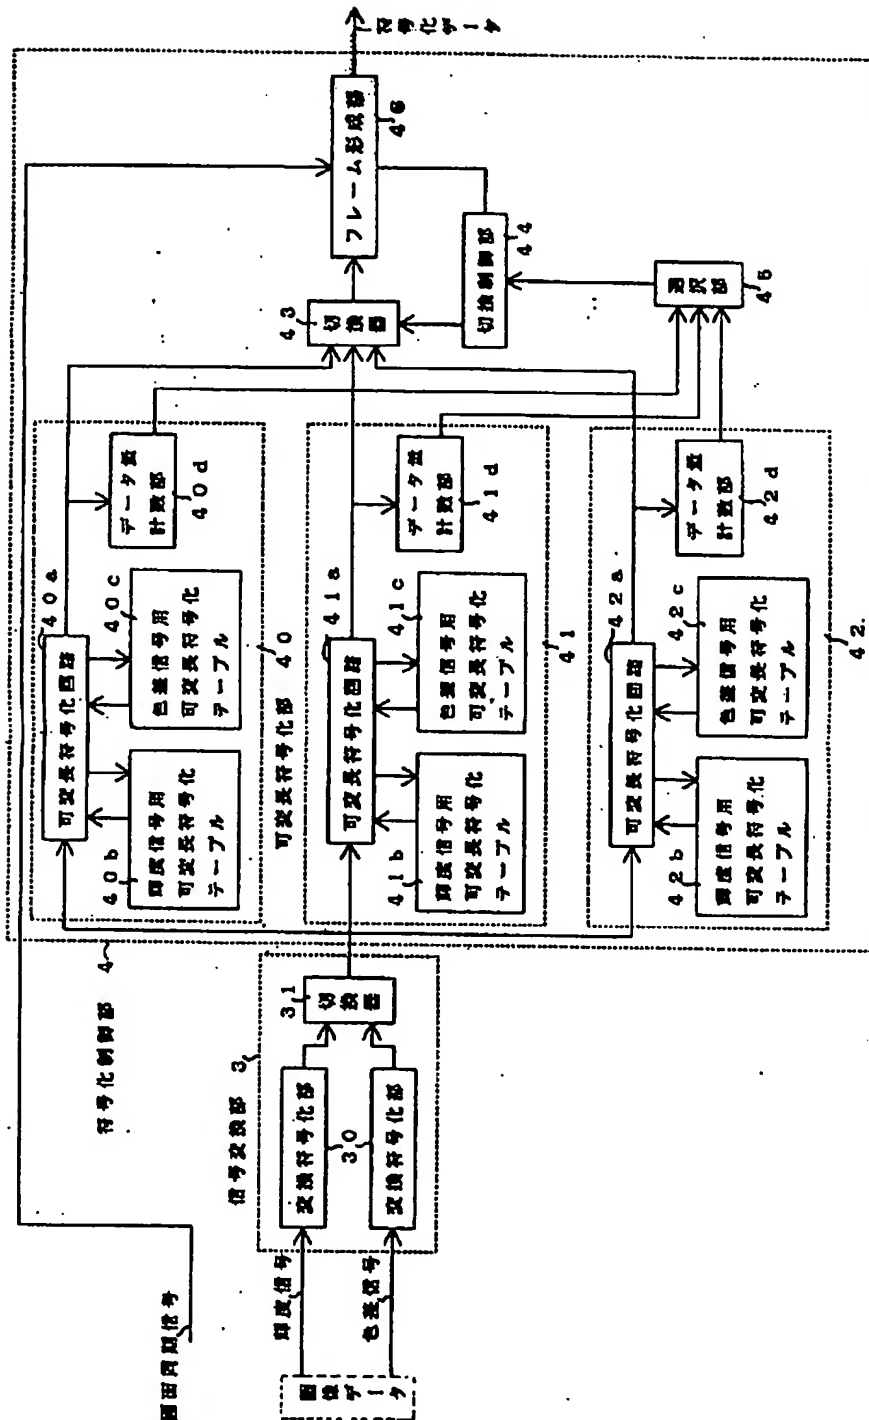 画面同期信号
画像データ
輝度信号
色差信号
信号変換部 3
変換符号化部
30
変換符号化部
31
切換器
符号化制御部 4
40a
可変長符号化回路
40b
輝度信号用
可変長符号化
テーブル
40c
色差信号用
可変長符号化
テーブル
データ量
計数部
40d
可変長符号化部 40
41a
可変長符号化回路
41b
輝度信号用
可変長符号化
テーブル
41c
色差信号用
可変長符号化
テーブル
データ量
計数部
41d
41
42a
可変長符号化回路
42b
輝度信号用
可変長符号化
テーブル
42c
色差信号用
可変長符号化
テーブル
データ量
計数部
42d
42
43
切換器
切換制御部
44
選択部
45
フレーム形成部
46
符号化データ